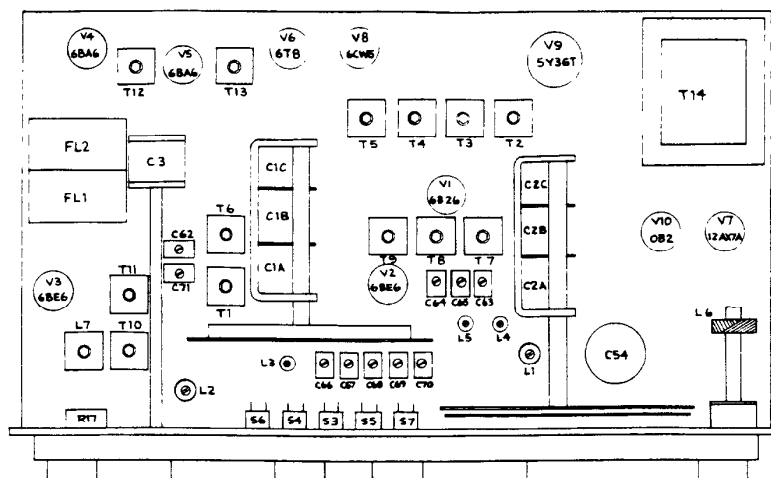 V4
6BA6
T12
V5
6BA6
T13
V6
6T8
V8
6CW5
V9
5Y36T
T14
FL2
FL1
C3
C1C
C1B
C1A
T5
T4
T3
T2
V1
6BZ6
C2C
C2B
C2A
V10
OB2
V7
12AX7A
T6
C62
C71
T1
T9
T8
T7
V2
6BE6
C64
C65
C63
L5
L4
V3
6BE6
T11
L7
T10
L2
L3
C66
C67
C68
C69
C70
L1
C54
L6
R17
S6
S4
S3
S5
S7